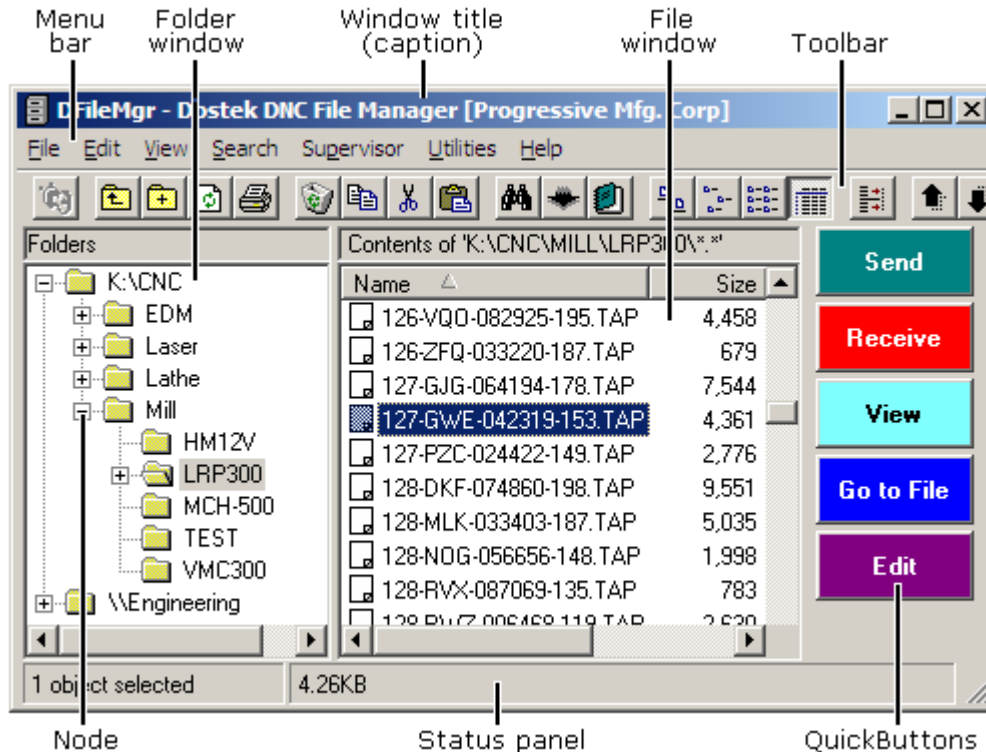 Menu bar
Folder window
Window title (caption)
File window
Toolbar
DFileMgr - Dostek DNC File Manager [Progressive Mfg. Corp]
File Edit View Search Supervisor Utilities Help
Folders
K:\CNC
EDM
Laser
Lathe
Mill
HM12V
LRP300
MCH-500
TEST
VMC300
\\Engineering
Contents of 'K:\CNC\MILL\LRP300\*.*'
Name Size
126-VQO-082925-195.TAP 4,458
126-ZFQ-033220-187.TAP 679
127-GJG-064194-178.TAP 7,544
127-GWE-042319-153.TAP 4,361
127-PZC-024422-149.TAP 2,776
128-DKF-074860-198.TAP 9,551
128-MLK-033403-187.TAP 5,035
128-NOG-056656-148.TAP 1,998
128-RVX-087069-135.TAP 783
Send
Receive
View
Go to File
Edit
1 object selected
4.26KB
Node
Status panel
QuickButtons